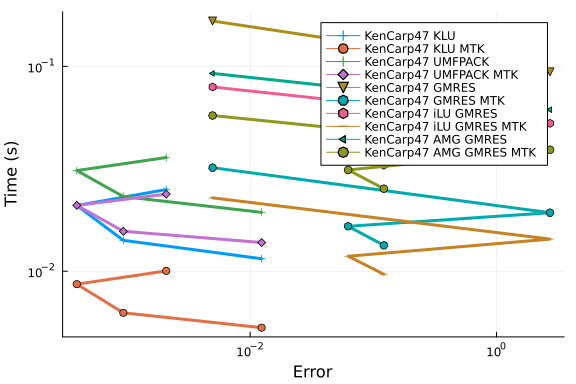 KenCarp47 KLU
KenCarp47 KLU MTK
KenCarp47 UMFPACK
KenCarp47 UMFPACK MTK
KenCarp47 GMRES
KenCarp47 GMRES MTK
KenCarp47 iLU GMRES
KenCarp47 iLU GMRES MTK
KenCarp47 AMG GMRES
KenCarp47 AMG GMRES MTK
Time (s)
10⁻¹
10⁻²
10⁻²
10⁰
Error